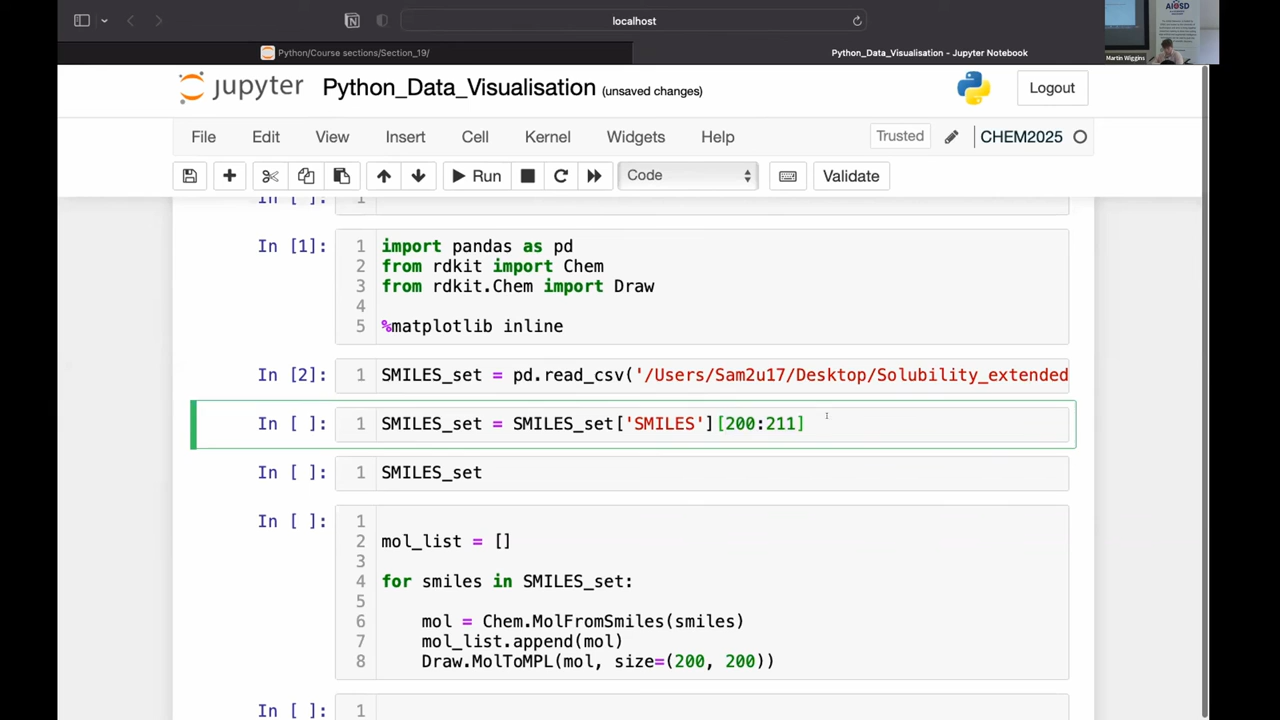 localhost
Python/Course sections/Section_19/
Python_Data_Visualisation - Jupyter Notebook
AI4SD
Martin Wiggins
jupyter Python_Data_Visualisation (unsaved changes)
Logout
File Edit View Insert Cell Kernel Widgets Help
Trusted
CHEM2025
Run
Code
Validate
In [ ]:
1
In [1]:
1 import pandas as pd
2 from rdkit import Chem
3 from rdkit.Chem import Draw
4
5 %matplotlib inline
In [2]:
1 SMILES_set = pd.read_csv('/Users/Sam2u17/Desktop/Solubility_extended
In [ ]:
1 SMILES_set = SMILES_set['SMILES'][200:211]
In [ ]:
1 SMILES_set
In [ ]:
1
2 mol_list = []
3
4 for smiles in SMILES_set:
5
6 mol = Chem.MolFromSmiles(smiles)
7 mol_list.append(mol)
8 Draw.MolToMPL(mol, size=(200, 200))
In [ ]:
1